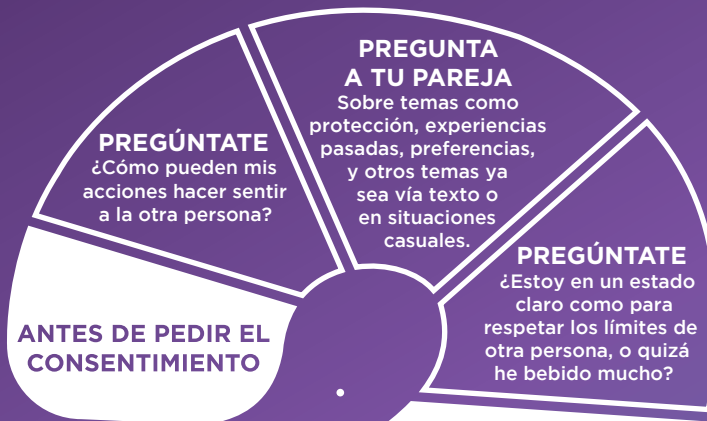 ANTES DE PEDIR EL
CONSENTIMIENTO
PREGÚNTATE
¿Cómo pueden mis
acciones hacer sentir
a la otra persona?
PREGUNTA
A TU PAREJA
Sobre temas como
protección, experiencias
pasadas, preferencias,
y otros temas ya
sea vía texto o
en situaciones
casuales.
PREGÚNTATE
¿Estoy en un estado
claro como para
respetar los límites de
otra persona, o quizá
he bebido mucho?